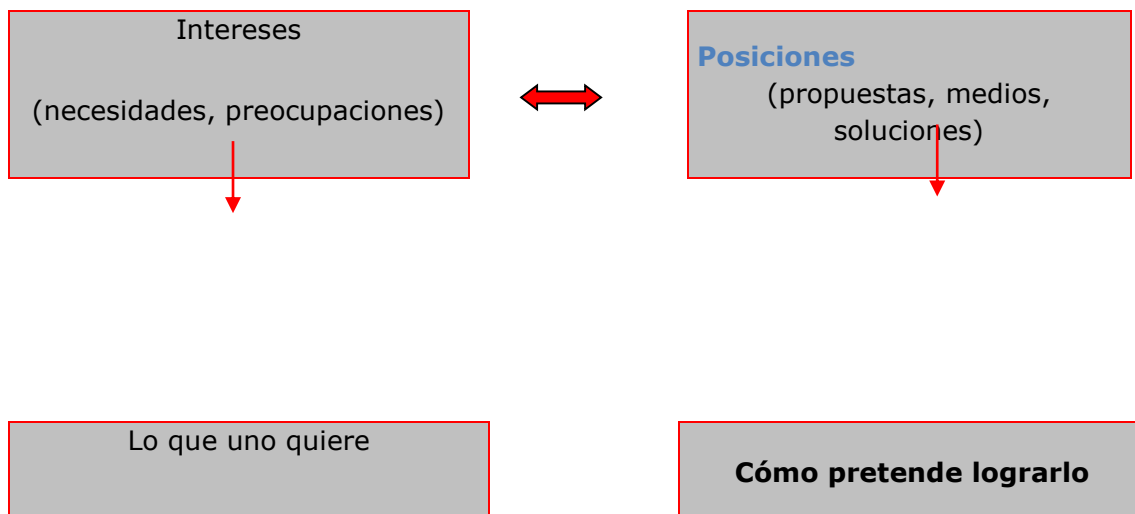 Intereses
(necesidades, preocupaciones)
Posiciones
(propuestas, medios,
soluciones)
Lo que uno quiere
Cómo pretende lograrlo